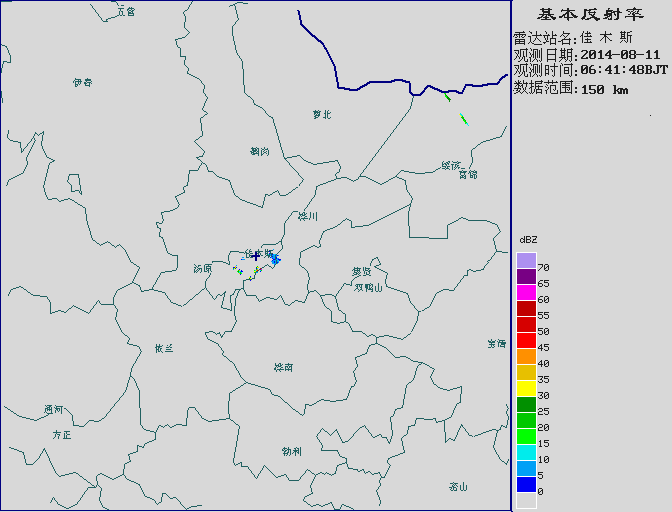 基本反射率
雷达站名:佳 木 斯
观测日期:2014-08-11
观测时间:06:41:48BJT
数据范围:150 km
五营
伊春
萝北
鹤岗
绥滨
富锦
桦川
佳木斯
汤原
集贤
双鸭山
依兰
桦南
通河
方正
勃利
dBZ
70
65
60
55
50
45
40
35
30
25
20
15
10
5
0